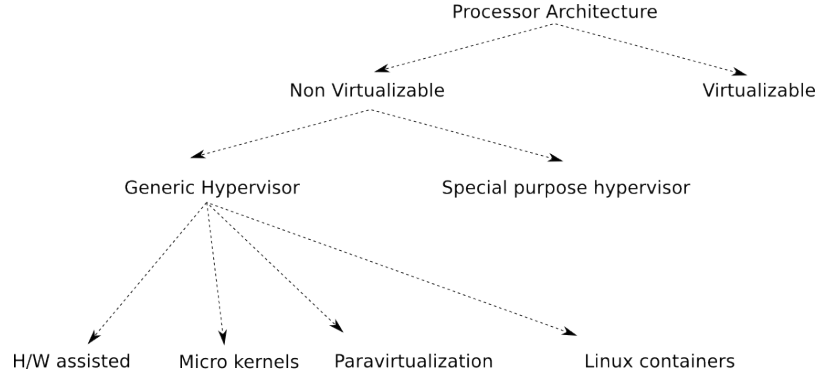 Processor Architecture
Non Virtualizable
Virtualizable
Generic Hypervisor
Special purpose hypervisor
H/W assisted
Micro kernels
Paravirtualization
Linux containers